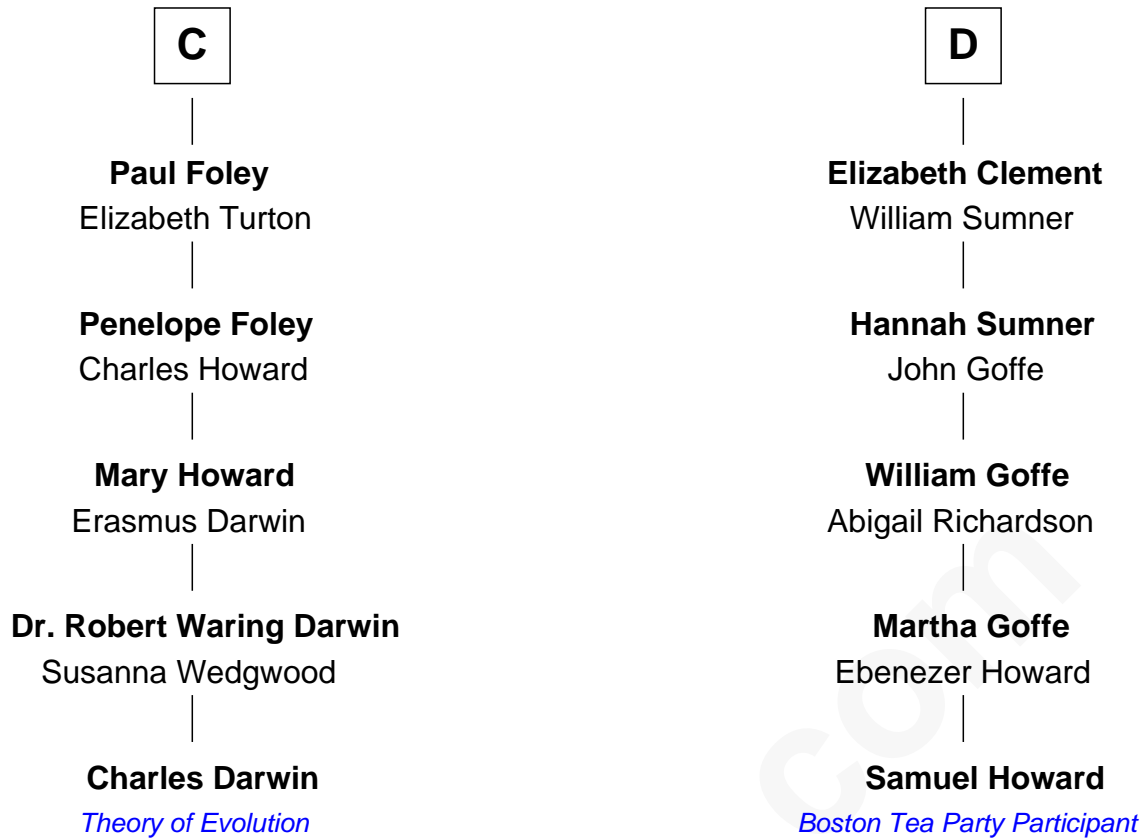 C
Paul Foley
Elizabeth Turton
Penelope Foley
Charles Howard
Mary Howard
Erasmus Darwin
Dr. Robert Waring Darwin
Susanna Wedgwood
Charles Darwin
Theory of Evolution
D
Elizabeth Clement
William Sumner
Hannah Sumner
John Goffe
William Goffe
Abigail Richardson
Martha Goffe
Ebenezer Howard
Samuel Howard
Boston Tea Party Participant
com